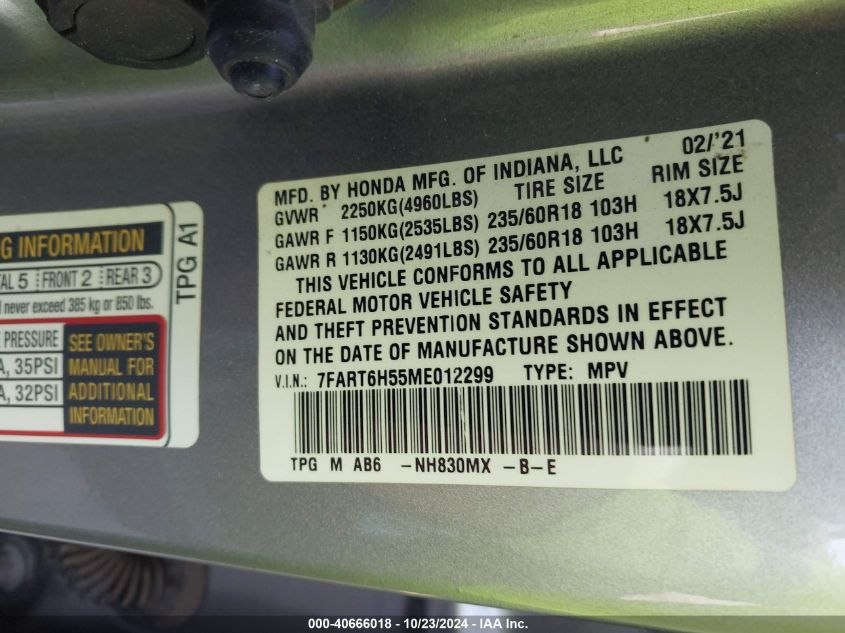 G INFORMATION
TAL 5 FRONT 2 REAR 3
never exceed 385 kg or 850 lbs.
PRESSURE
35PSI
32PSI
SEE OWNER'S
MANUAL FOR
ADDITIONAL
INFORMATION
TPG A1
02/'21
MFD. BY HONDA MFG. OF INDIANA, LLC
GVWR 2250KG(4960LBS) TIRE SIZE RIM SIZE
GAWR F 1150KG(2535LBS) 235/60R18 103H 18X7.5J
GAWR R 1130KG(2491LBS) 235/60R18 103H 18X7.5J
THIS VEHICLE CONFORMS TO ALL APPLICABLE
FEDERAL MOTOR VEHICLE SAFETY
AND THEFT PREVENTION STANDARDS IN EFFECT
ON THE DATE OF MANUFACTURE SHOWN ABOVE.
V.I.N.: 7FART6H55ME012299 TYPE: MPV
TPG M AB6 -NH830MX -B-E
000-40666018 - 10/23/2024 - © IAA Inc.